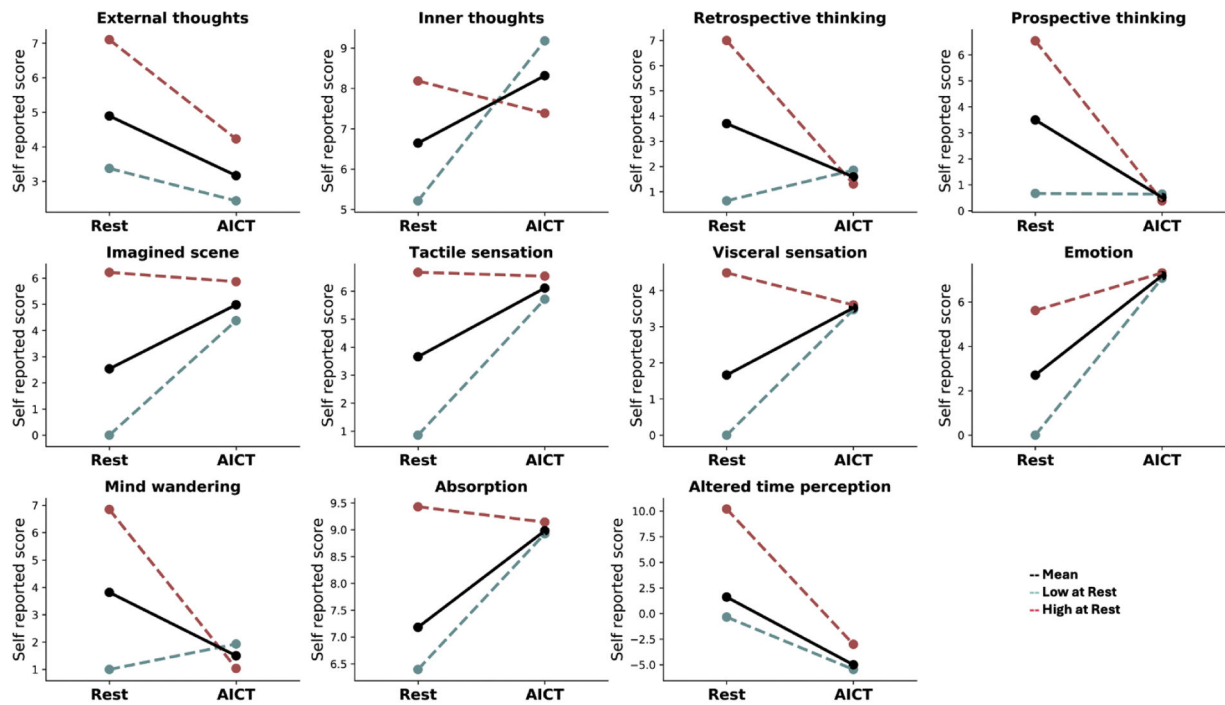 External thoughts
Self reported score
7
6
5
4
3
Rest
AICT
Inner thoughts
Self reported score
9
8
7
6
5
Rest
AICT
Retrospective thinking
Self reported score
7
6
5
4
3
2
1
Rest
AICT
Prospective thinking
Self reported score
6
5
4
3
2
1
0
Rest
AICT
Imagined scene
Self reported score
6
5
4
3
2
1
0
Rest
AICT
Tactile sensation
Self reported score
6
5
4
3
2
1
Rest
AICT
Visceral sensation
Self reported score
4
3
2
1
0
Rest
AICT
Emotion
Self reported score
6
4
2
0
Rest
AICT
Mind wandering
Self reported score
7
6
5
4
3
2
1
Rest
AICT
Absorption
Self reported score
9.5
9.0
8.5
8.0
7.5
7.0
6.5
Rest
AICT
Altered time perception
Self reported score
10.0
7.5
5.0
2.5
0.0
−2.5
−5.0
Rest
AICT
Mean
Low at Rest
High at Rest